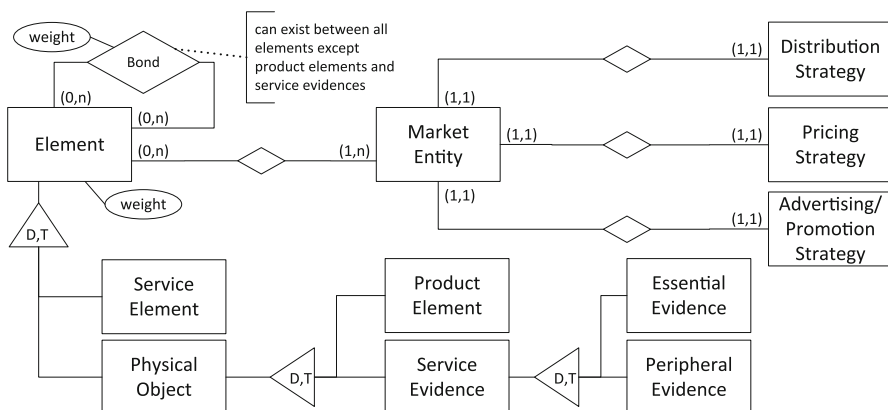 weight
Bond
can exist between all
elements except
product elements and
service evidences
(0,n)
(0,n)
Element
(0,n)
weight
D,T
(1,n)
Market
Entity
(1,1)
(1,1)
(1,1)
(1,1)
Distribution
Strategy
(1,1)
Pricing
Strategy
(1,1)
Advertising/
Promotion
Strategy
Service
Element
Physical
Object
D,T
Product
Element
Service
Evidence
D,T
Essential
Evidence
Peripheral
Evidence